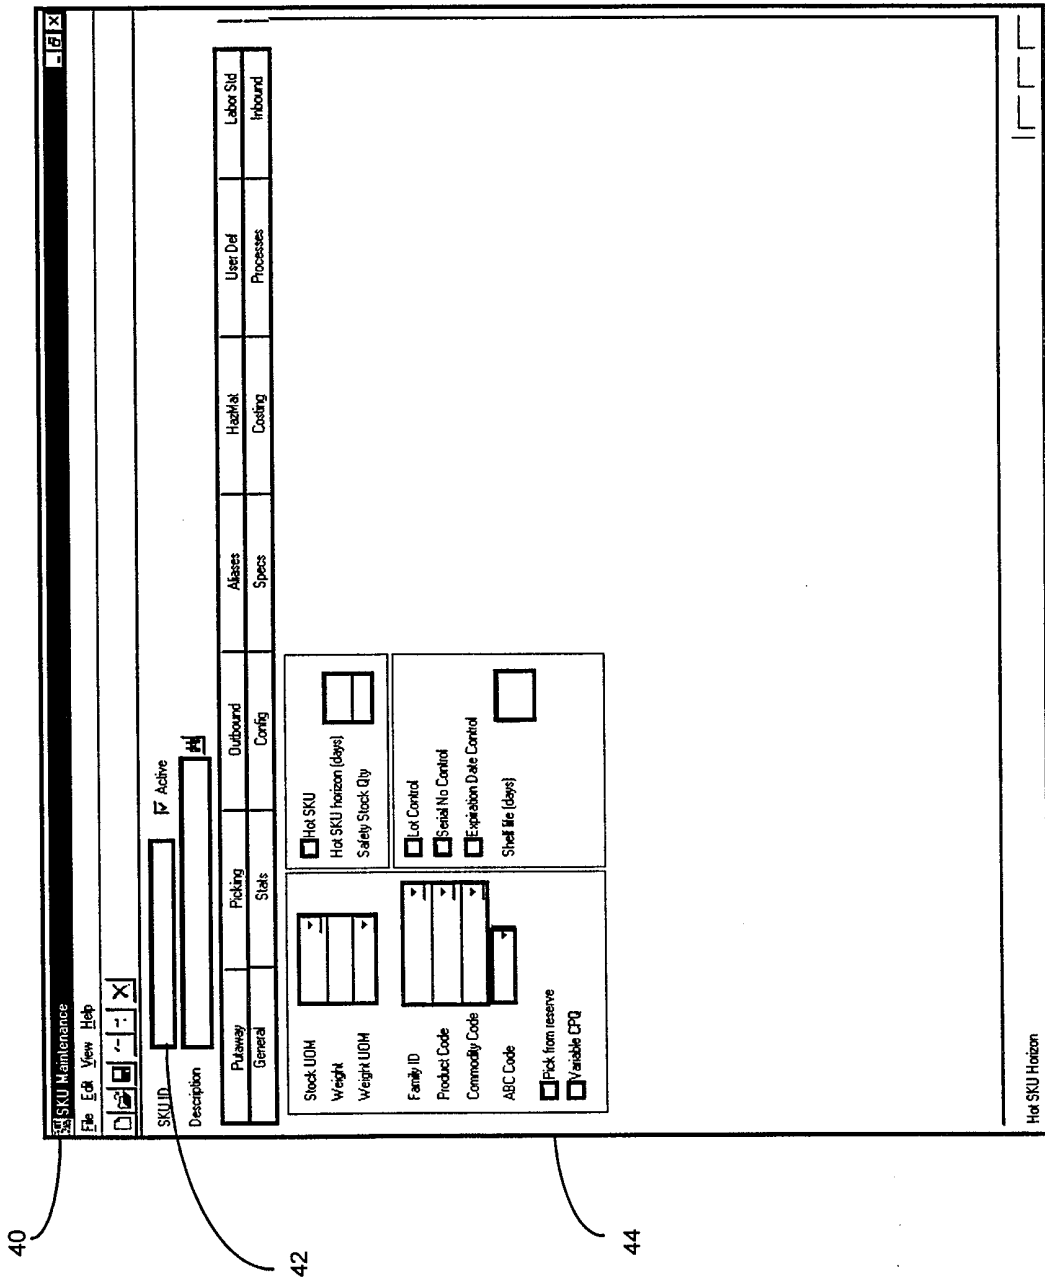 SKU Maintenance
File Edit View Help
SKU ID
Active
Description
Putaway Picking Outbound Aliases HazMat User Def Labor Std
General Stats Config Specs Costing Processes Inbound
Stock UOM
Weight
Weight UOM
Family ID
Product Code
Commodity Code
ABC Code
Pick from reserve
Variable CPQ
Hot SKU
Hot SKU horizon (days)
Safety Stock Qty
Lot Control
Serial No Control
Expiration Date Control
Shelf life (days)
Hot SKU Horizon
40
42
44